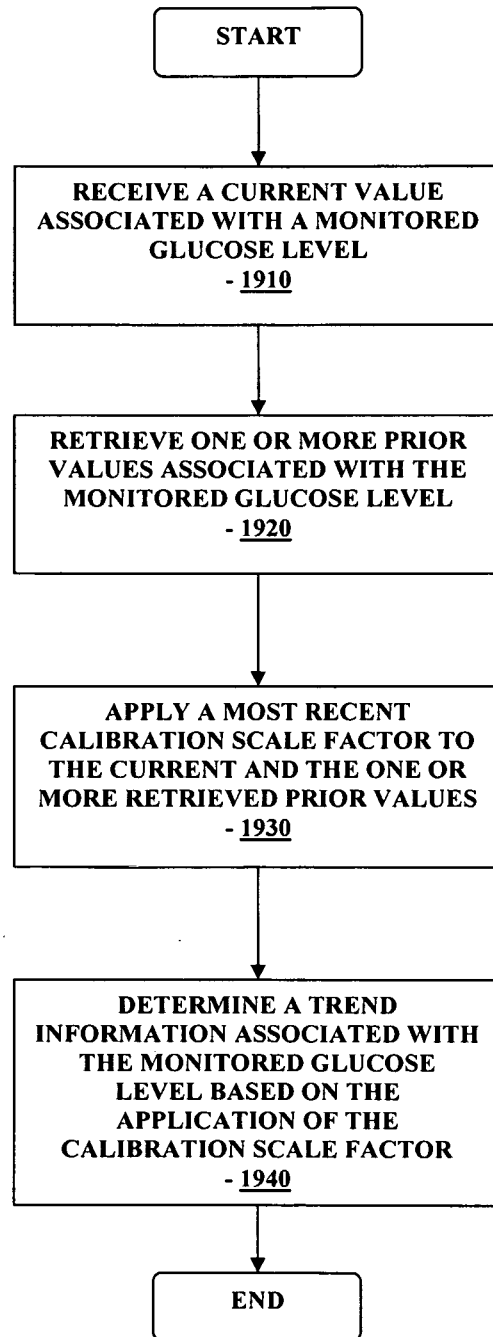 START
RECEIVE A CURRENT VALUE
ASSOCIATED WITH A MONITORED
GLUCOSE LEVEL
- 1910
RETRIEVE ONE OR MORE PRIOR
VALUES ASSOCIATED WITH THE
MONITORED GLUCOSE LEVEL
- 1920
APPLY A MOST RECENT
CALIBRATION SCALE FACTOR TO
THE CURRENT AND THE ONE OR
MORE RETRIEVED PRIOR VALUES
- 1930
DETERMINE A TREND
INFORMATION ASSOCIATED WITH
THE MONITORED GLUCOSE
LEVEL BASED ON THE
APPLICATION OF THE
CALIBRATION SCALE FACTOR
- 1940
END